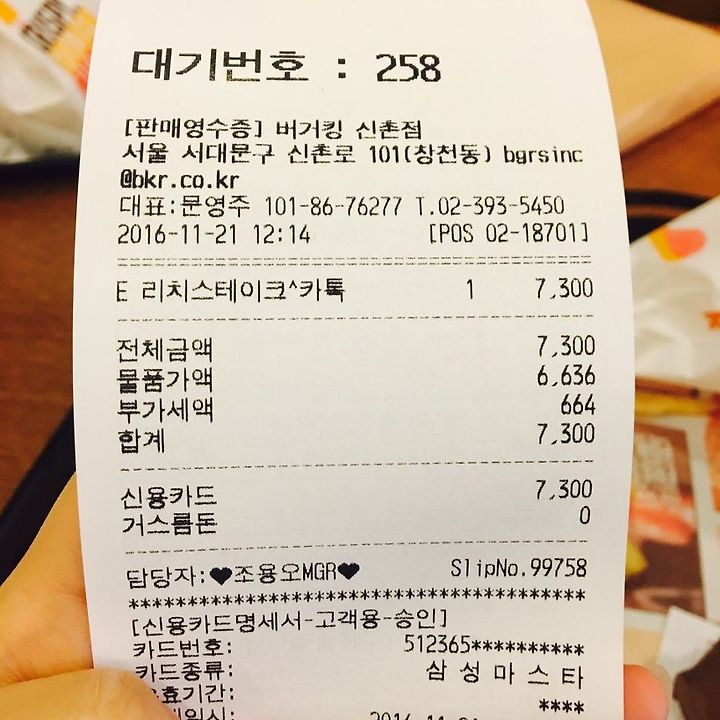 대기번호 : 258
[판매영수증] 버거킹 신촌점
서울 서대문구 신촌로 101(창천동) bgrsinc
@bkr.co.kr
대표:문영주 101-86-76277 T.02-393-5450
2016-11-21 12:14 [POS 02-18701]
E 리치스테이크^카톡 1 7,300
전체금액 7,300
물품가액 6,636
부가세액 664
합계 7,300
신용카드 7,300
거스름돈 0
담당자:♥조용오MGR♥ SlipNo.99758
****************************************
[신용카드명세서-고객용-승인]
카드번호: 512365**********
카드종류: 삼성마스타
효기간: ****